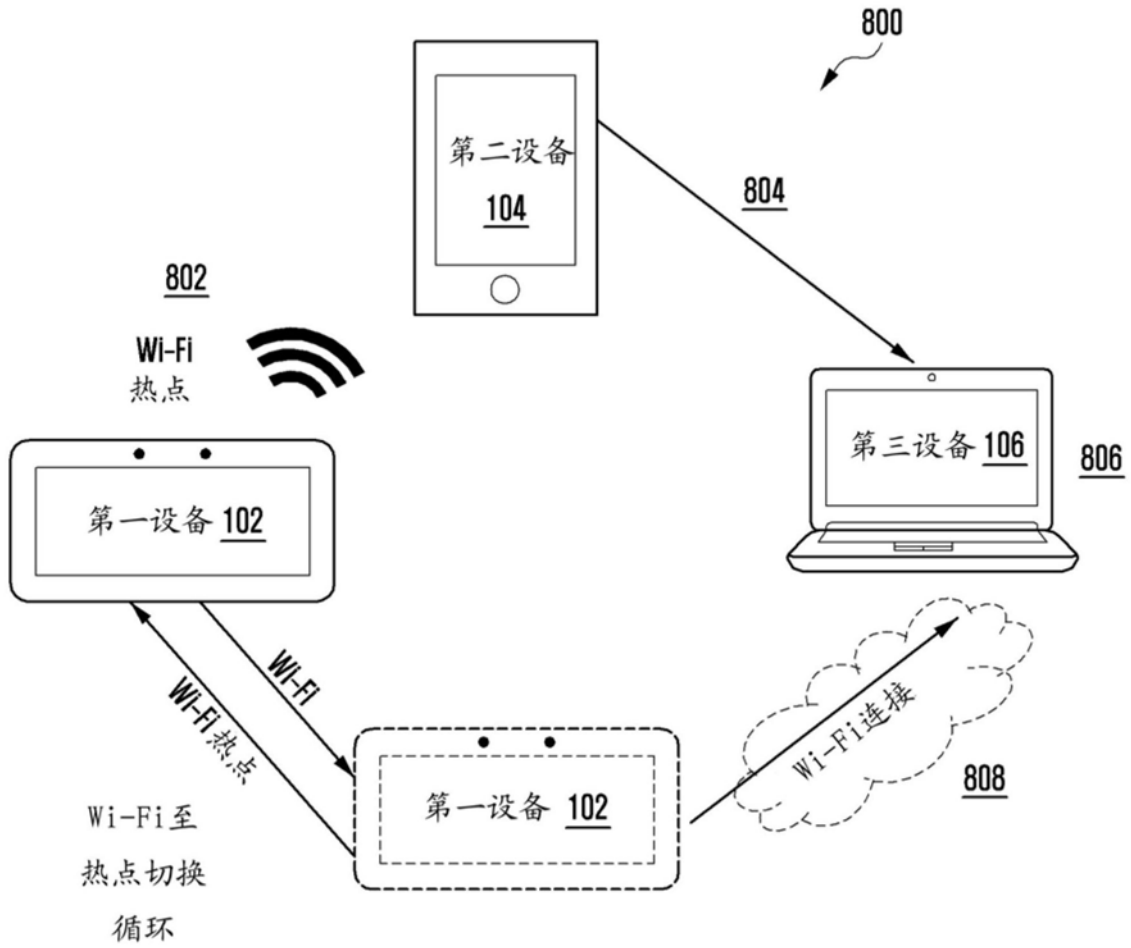 800
第二设备
104
804
802
Wi-Fi
热点
第三设备 106
806
第一设备 102
Wi-Fi
Wi-Fi 热点
Wi-Fi连接
808
第一设备 102
Wi-Fi至
热点切换
循环